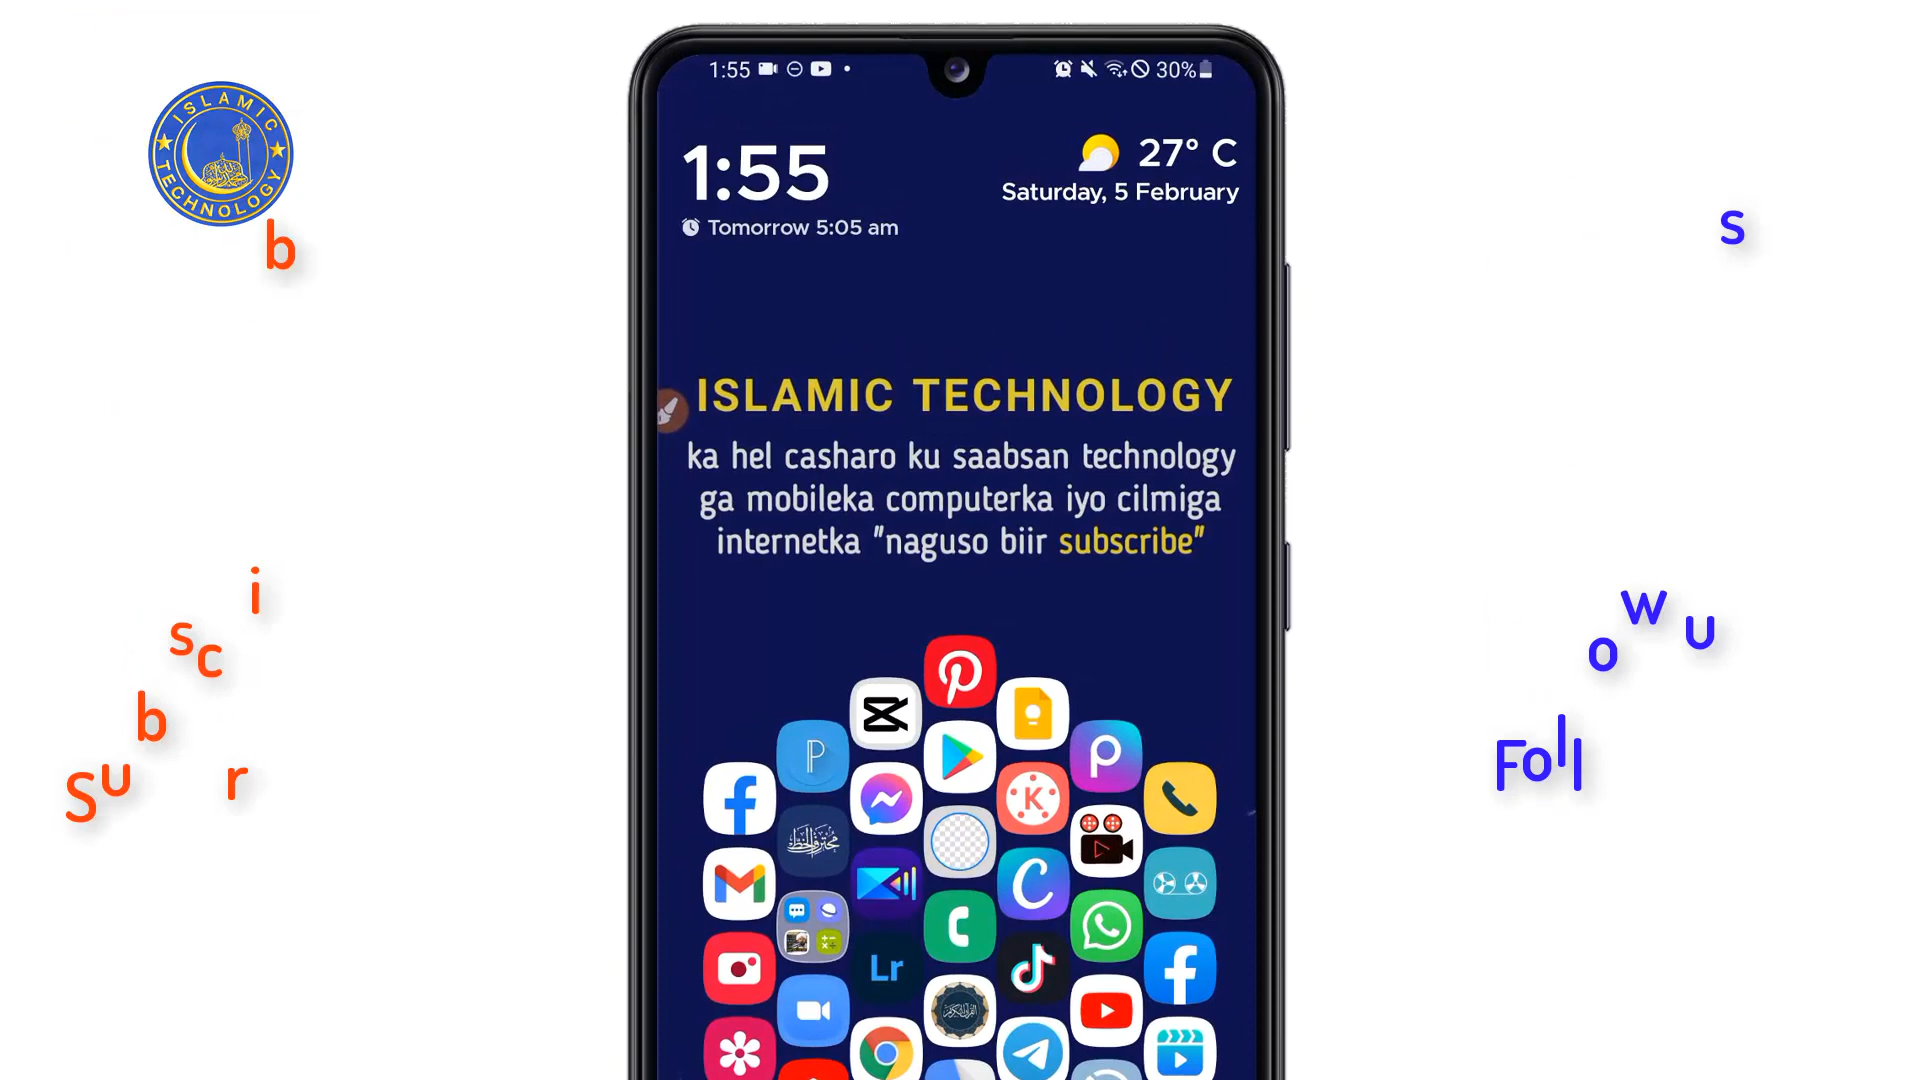 ISLAMIC
TECHNOLOGY
b
i
s
c
b
S
u
r
1:55
30%
1:55
27° C
Saturday, 5 February
Tomorrow 5:05 am
ISLAMIC TECHNOLOGY
ka hel casharo ku saabsan technology
ga mobileka computerka iyo cilmiga
internetka "naguso biir subscribe"
P
K
Lr
s
w
u
o
Foll